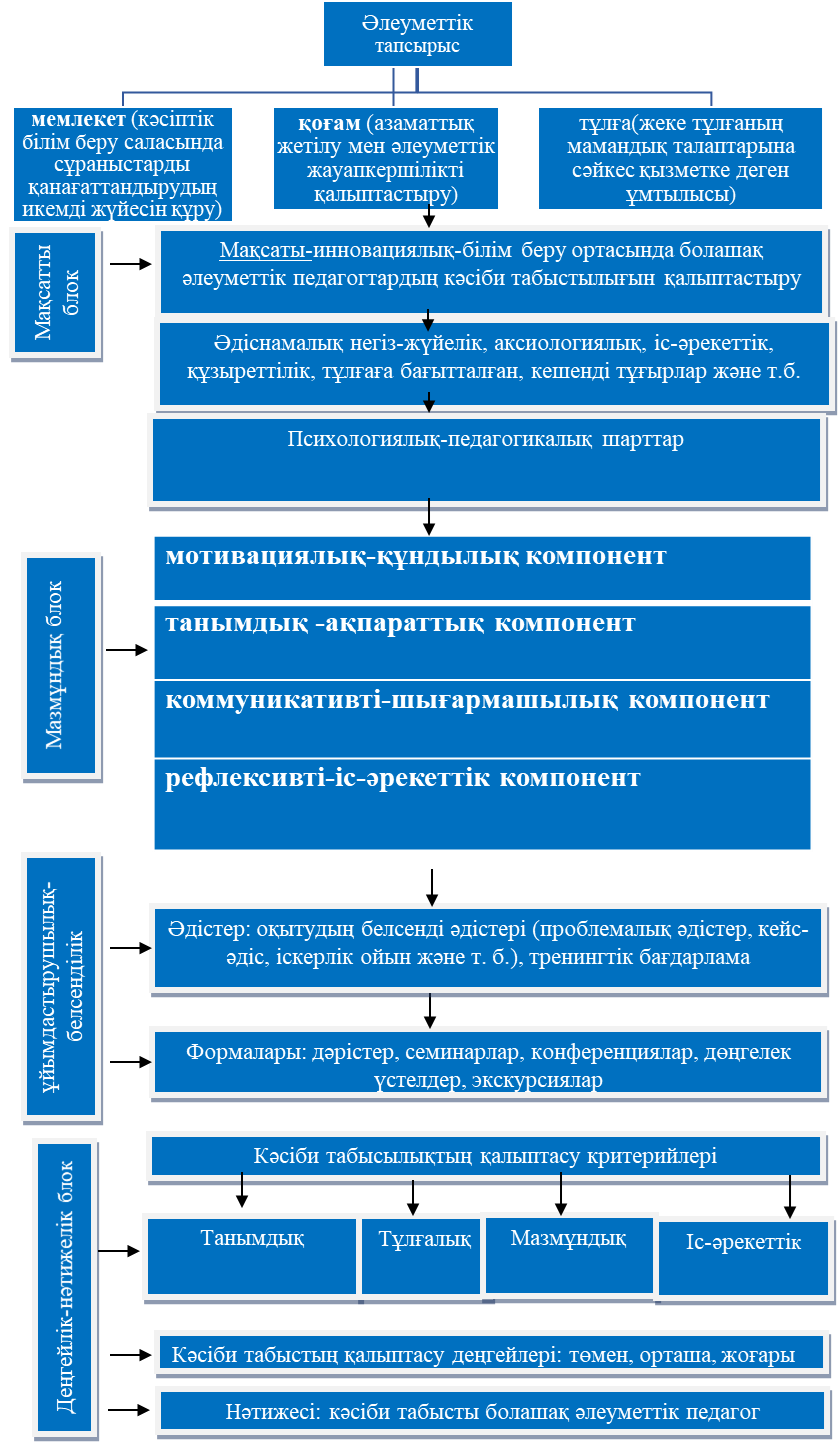 Әлеуметтік
тапсырыс
мемлекет (кәсіптік
білім беру саласында
сұраныстарды
қанағаттандырудың
икемді жүйесін құру)
қоғам (азаматтық
жетілу мен әлеуметтік
жауапкершілікті
қалыптастыру)
тұлға(жеке тұлғаның
мамандық талаптарына
сәйкес қызметке деген
ұмтылысы)
Мақсатты
блок
Мақсаты-инновациялық-білім беру ортасында болашақ
әлеуметтік педагогтардың кәсіби табыстылығын қалыптастыру
Әдіснамалық негіз-жүйелік, аксиологиялық, іс-әрекеттік,
құзыреттілік, тұлғаға бағытталған, кешенді тұғырлар және т.б.
Психологиялық-педагогикалық шарттар
Мазмұндық блок
мотивациялық-құндылық компонент
танымдық -ақпараттық компонент
коммуникативті-шығармашылық компонент
рефлексивті-іс-әрекеттік компонент
ұйымдастырушылық-
белсенділік
Әдістер: оқытудың белсенді әдістері (проблемалық әдістер, кейс-
әдіс, іскерлік ойын және т. б.), тренингтік бағдарлама
Формалары: дәрістер, семинарлар, конференциялар, дөңгелек
үстелдер, экскурсиялар
Деңгейлік-нәтижелік блок
Кәсіби табысылықтың қалыптасу критерийлері
Танымдық
Тұлғалық
Мазмұндық
Іс-әрекеттік
Кәсіби табыстың қалыптасу деңгейлері: төмен, орташа, жоғары
Нәтижесі: кәсіби табысты болашақ әлеуметтік педагог